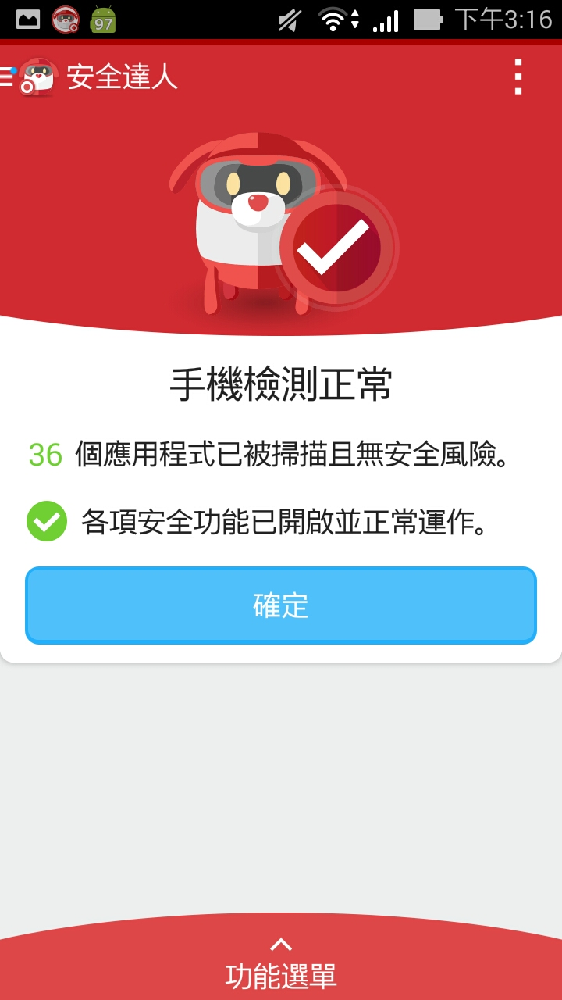 97
下午3:16
安全達人
手機檢測正常
36 個應用程式已被掃描且無安全風險。
各項安全功能已開啟並正常運作。
確定
功能選單